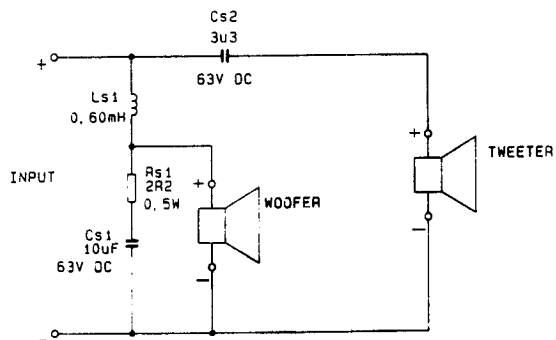 Cs2
3u3
63V DC
+
Ls1
0,60mH
+
TWEETER
INPUT
Rs1
2R2
0,5W
+
WOOFER
Cs1
10uF
63V DC
-
-
-